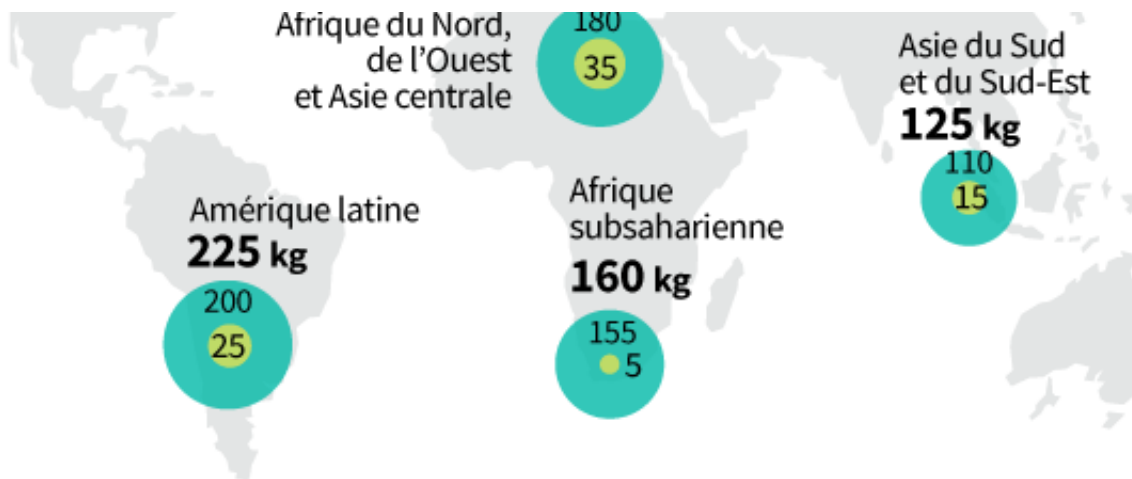 Afrique du Nord,
de l'Ouest
et Asie centrale
180
35
Asie du Sud
et du Sud-Est
125 kg
110
15
Amérique latine
225 kg
200
25
Afrique
subsaharienne
160 kg
155
5